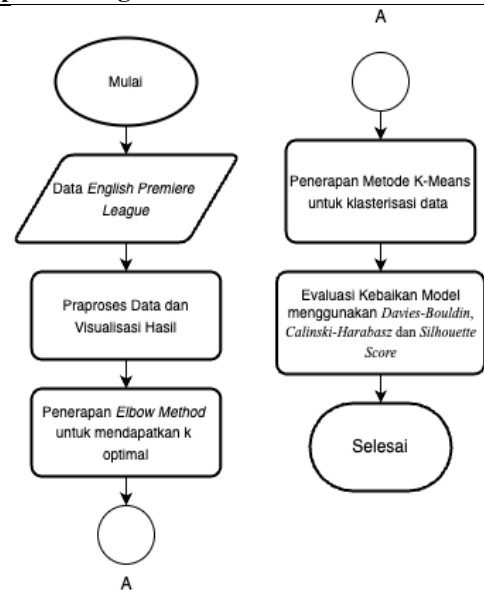 Mulai
Data English Premiere
League
Praproses Data dan
Visualisasi Hasil
Penerapan Elbow Method
untuk mendapatkan k
optimal
A
A
Penerapan Metode K-Means
untuk klasterisasi data
Evaluasi Kebaikan Model
menggunakan Davies-Bouldin,
Calinski-Harabasz dan Silhouette
Score
Selesai